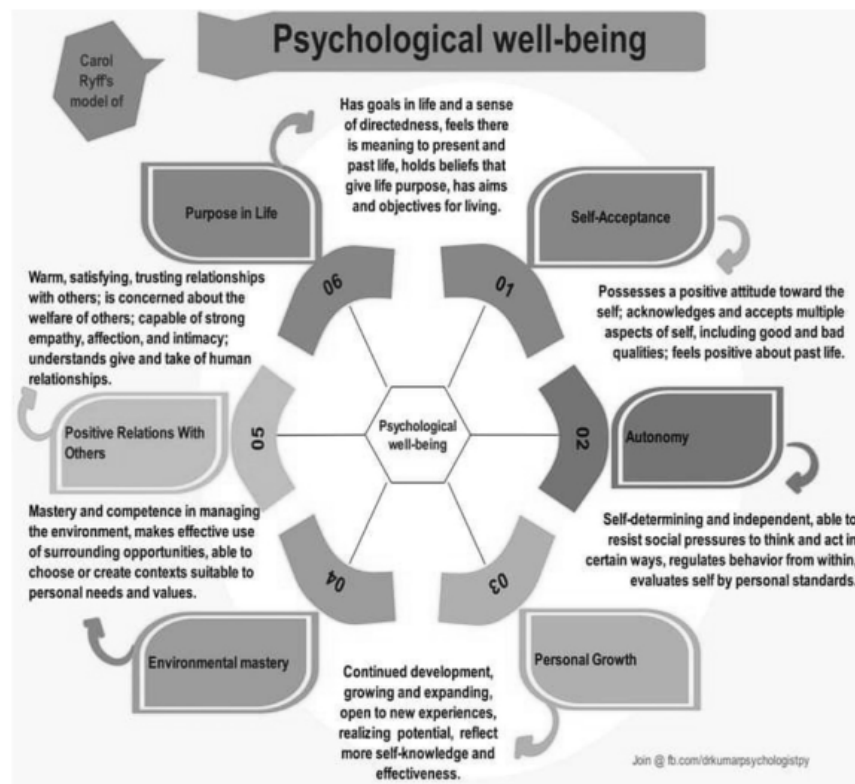 Carol
Ryff's
model of
Psychological well-being
Has goals in life and a sense
of directedness, feels there
is meaning to present and
past life, holds beliefs that
give life purpose, has aims
and objectives for living.
Purpose in Life
Self-Acceptance
06
01
Warm, satisfying, trusting relationships
with others; is concerned about the
welfare of others; capable of strong
empathy, affection, and intimacy;
understands give and take of human
relationships.
Possesses a positive attitude toward the
self; acknowledges and accepts multiple
aspects of self, including good and bad
qualities; feels positive about past life.
Positive Relations With
Others
05
Psychological
well-being
02
Autonomy
Mastery and competence in managing
the environment, makes effective use
of surrounding opportunities, able to
choose or create contexts suitable to
personal needs and values.
Self-determining and independent, able to
resist social pressures to think and act in
certain ways, regulates behavior from within,
evaluates self by personal standards.
04
03
Environmental mastery
Personal Growth
Continued development,
growing and expanding,
open to new experiences,
realizing potential, reflect
more self-knowledge and
effectiveness.
Join @ fb.com/drkumarpsychologistpy